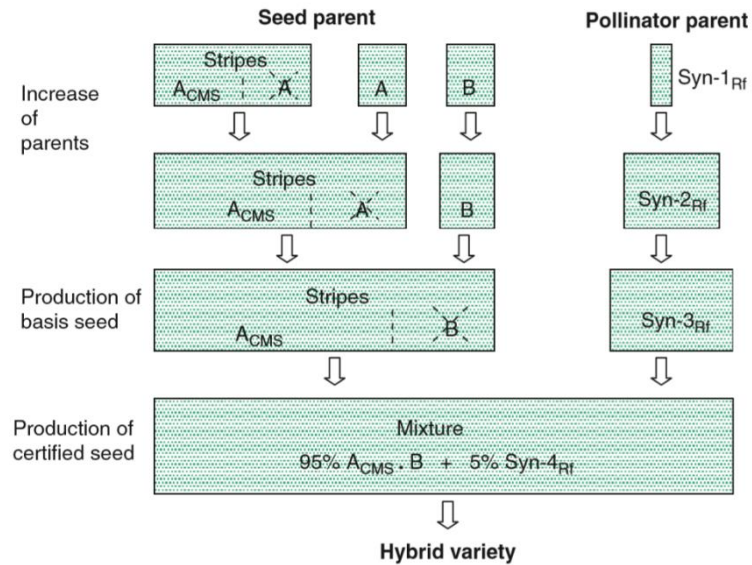 Seed parent
Pollinator parent
Increase
of
parents
Stripes
A_CMS A
A
B
Syn-1_Rf
Stripes
A_CMS A
B
Syn-2_Rf
Production of
basis seed
Stripes
A_CMS B
Syn-3_Rf
Production of
certified seed
Mixture
95% A_CMS . B + 5% Syn-4_Rf
Hybrid variety